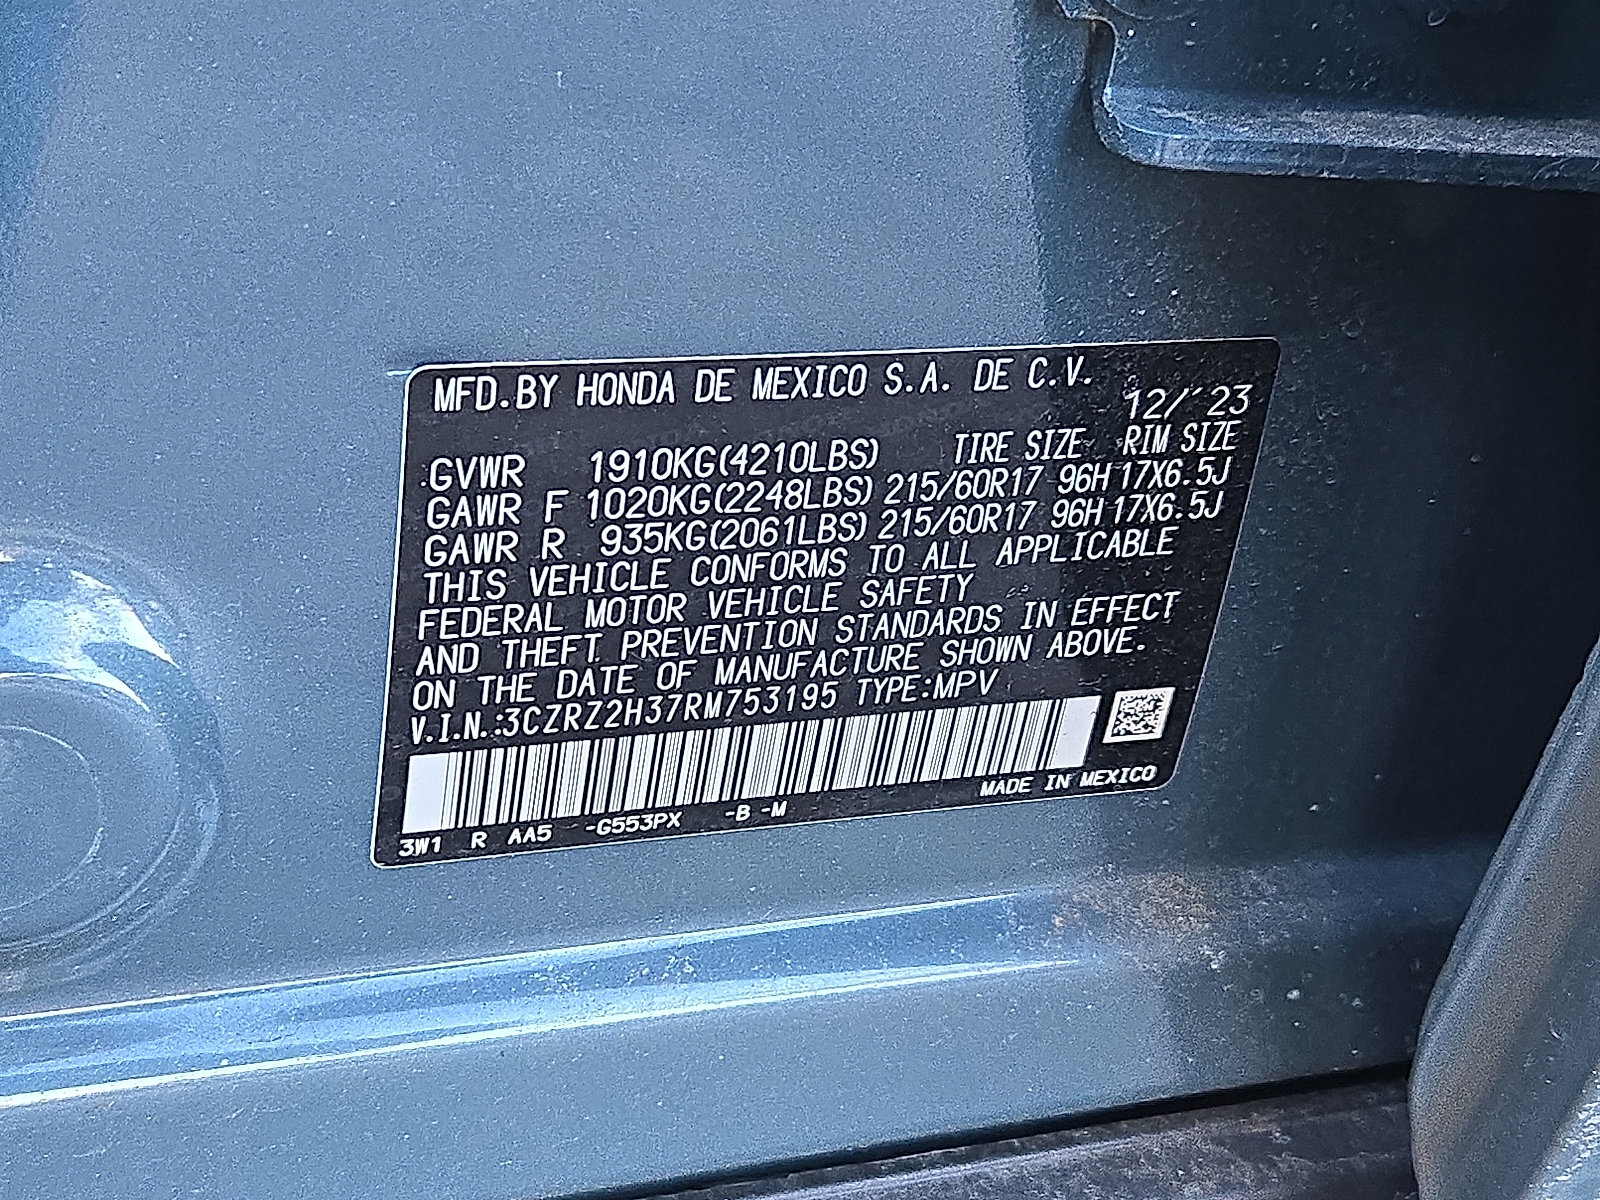 MFD.BY HONDA DE MEXICO S.A. DE C.V.
12/´23
GVWR 1910KG(4210LBS) TIRE SIZE RIM SIZE
GAWR F 1020KG(2248LBS) 215/60R17 96H 17X6.5J
GAWR R 935KG(2061LBS) 215/60R17 96H 17X6.5J
THIS VEHICLE CONFORMS TO ALL APPLICABLE
FEDERAL MOTOR VEHICLE SAFETY
AND THEFT PREVENTION STANDARDS IN EFFECT
ON THE DATE OF MANUFACTURE SHOWN ABOVE.
V.I.N.:3CZRZ2H37RM753195 TYPE:MPV
MADE IN MEXICO
3W1 R AA5 -G553PX -B -M